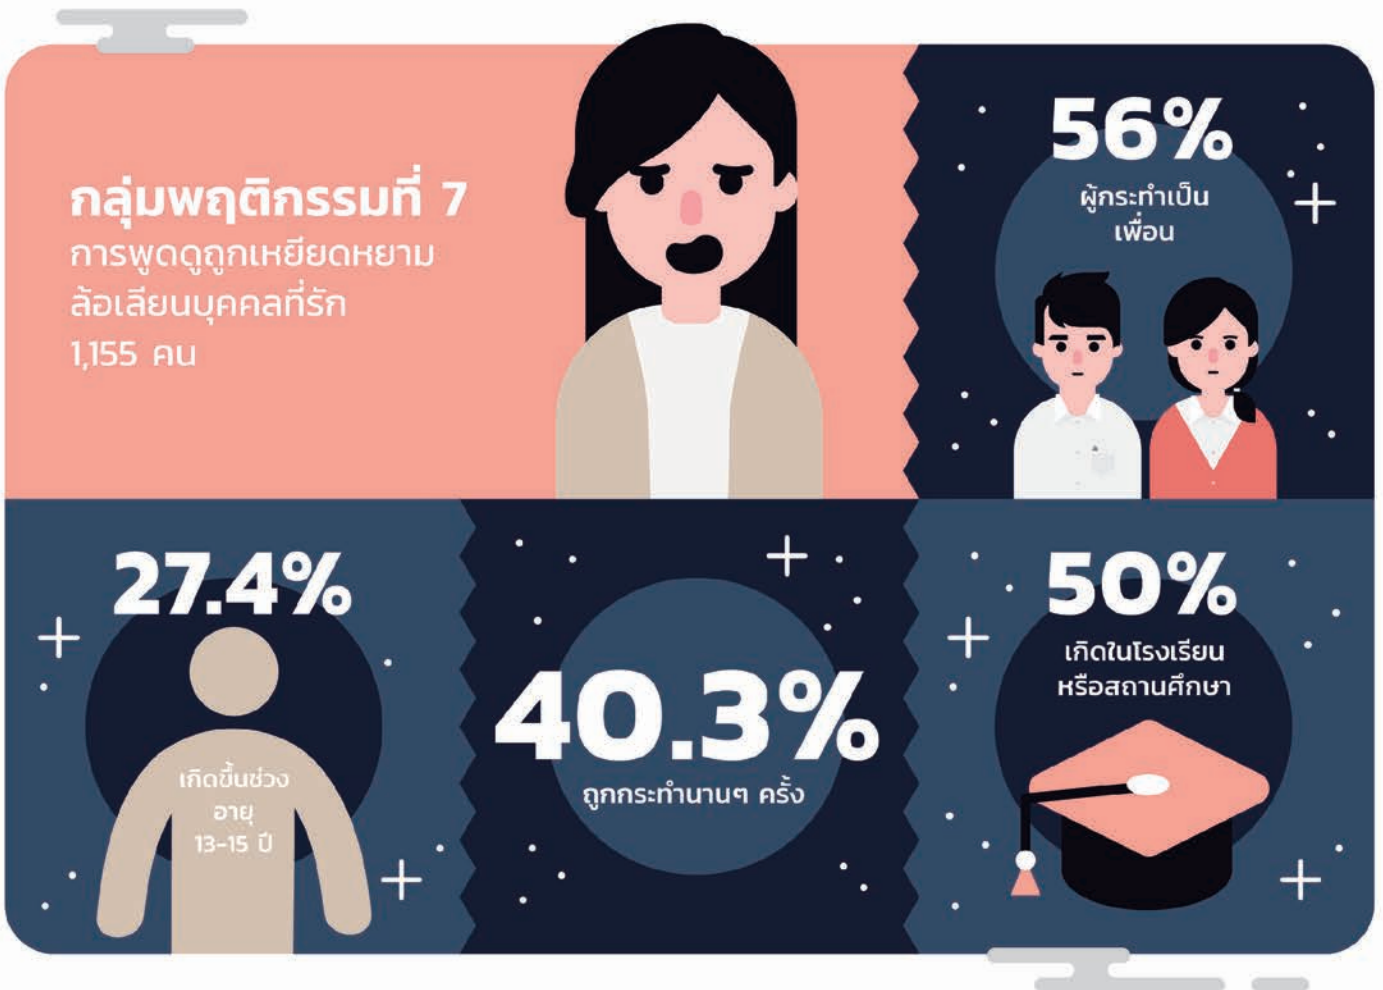 กลุ่มพฤติกรรมที่ 7
การพูดดูถูกเหยียดหยาม
ล้อเลียนบุคคลที่รัก
1,155 คน
56%
ผู้กระทำเป็น
เพื่อน
27.4%
เกิดขึ้นช่วง
อายุ
13-15 ปี
40.3%
ถูกกระทำนานๆ ครั้ง
50%
เกิดในโรงเรียน
หรือสถานศึกษา